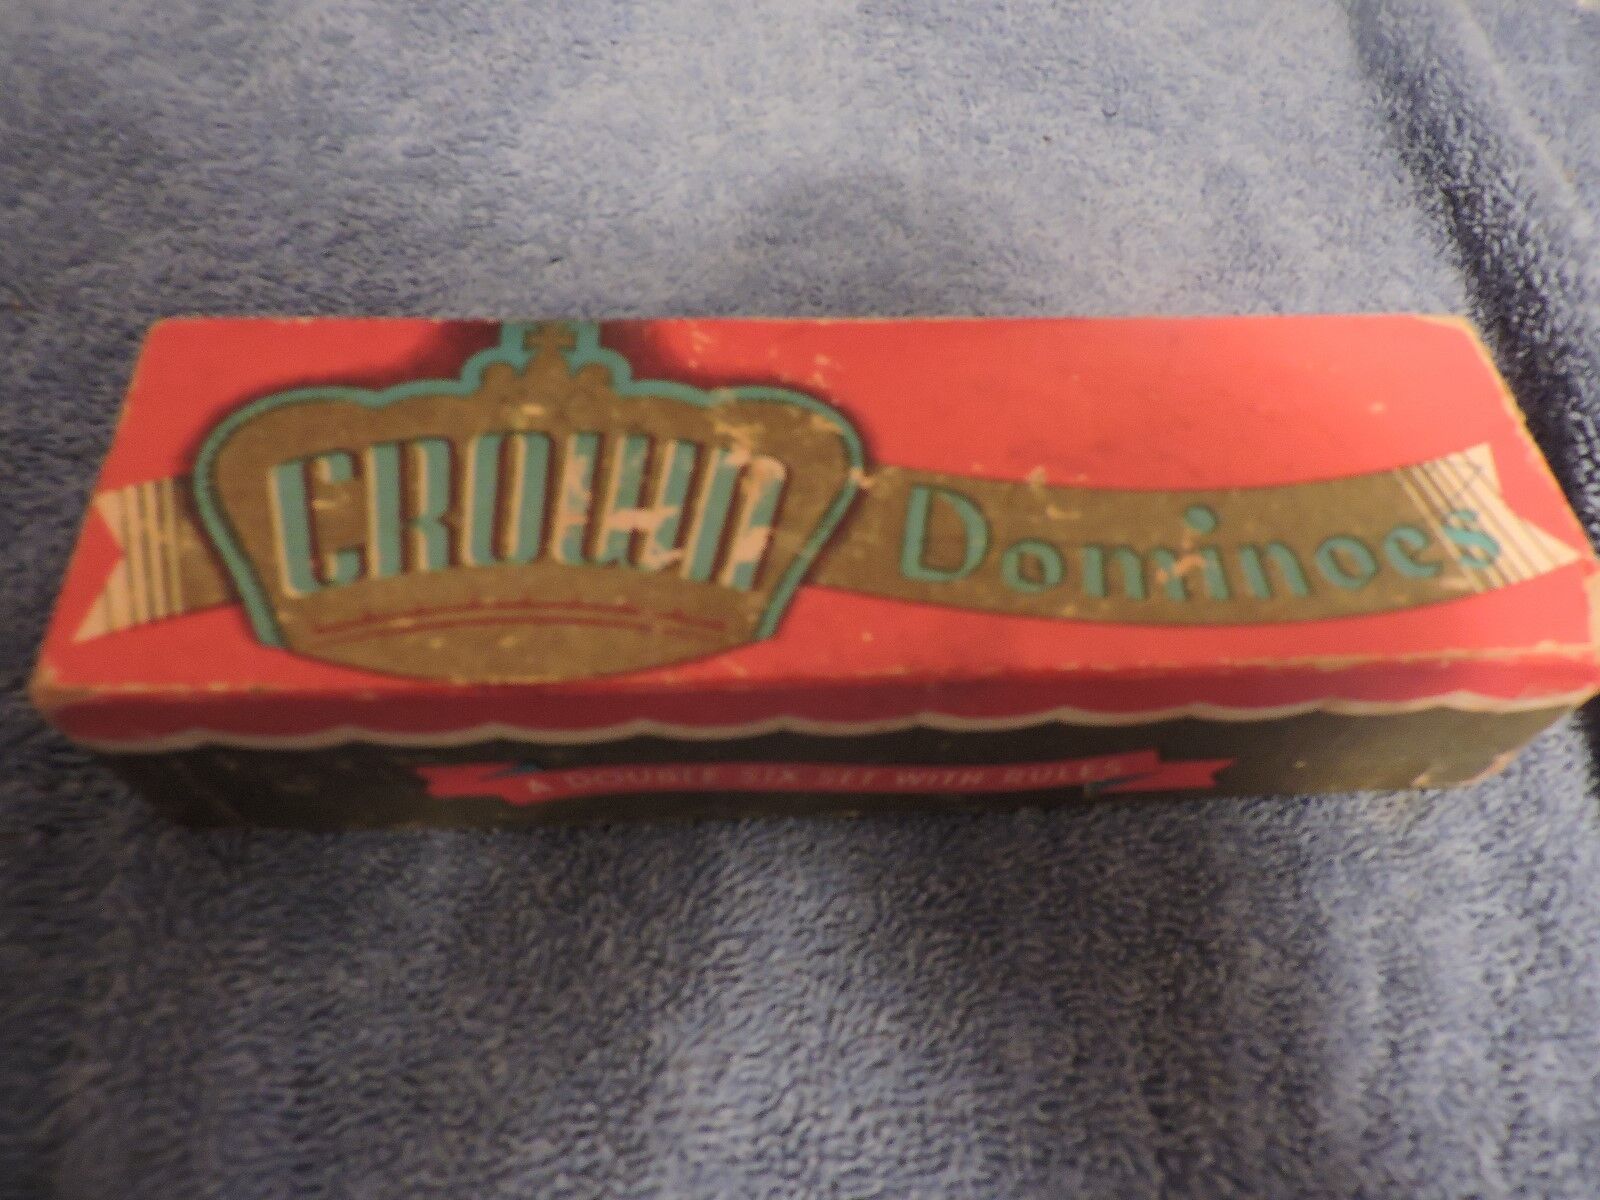 CROWN
Dominoes
A DOUBLE SIX SET WITH RULES